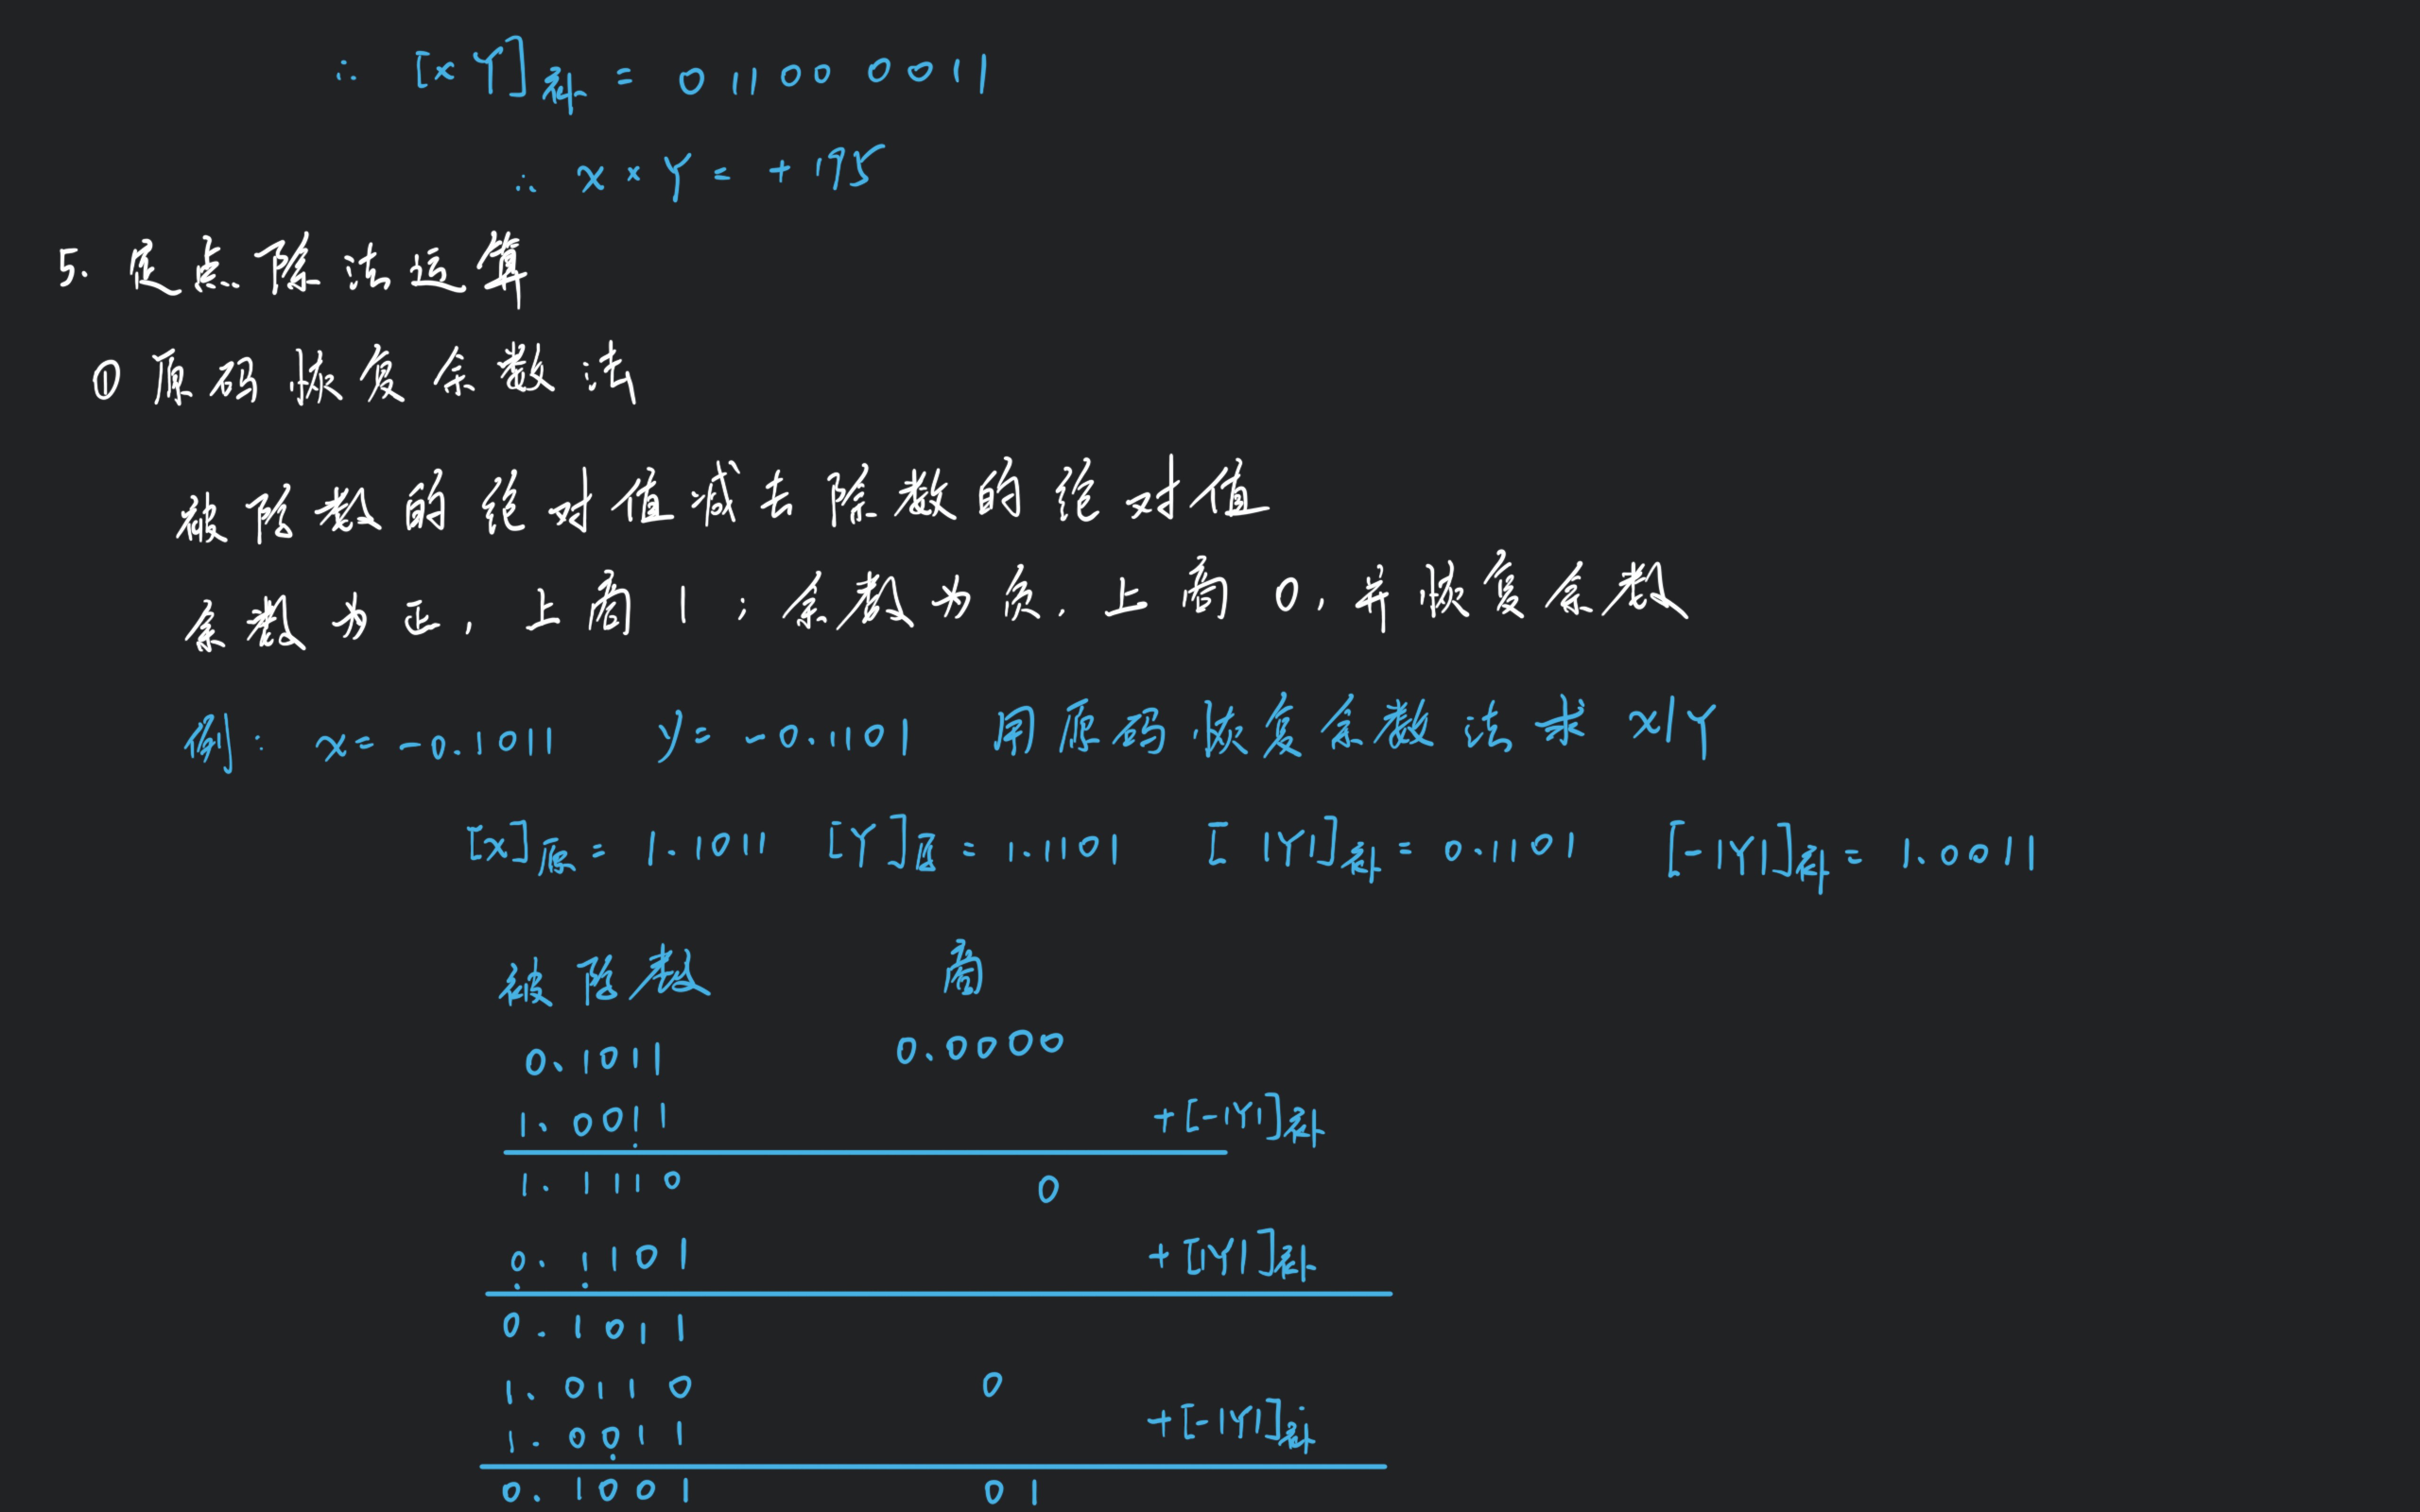 ∴ [x Y]补 = 0 1100 0011
∴ x × Y = + 195
5. 定点除法运算
① 原码恢复余数法
被除数的绝对值减去除数的绝对值
余数为正，上商 1；余数为负，上商 0，并恢复余数
例: x = -0.1011 y = -0.1101 用原码恢复余数法求 x/Y
[x]原 = 1.1011 [Y]原 = 1.1101 [ |Y|]补 = 0.1101 [-|Y|]补 = 1.0011
被除数 商
0.1011 0.0000
1.0011 +[-|Y|]补
1.1110 0
0.1101 +[|Y|]补
0.1011
1.0110 0
1.0011 +[-|Y|]补
0.1001 01